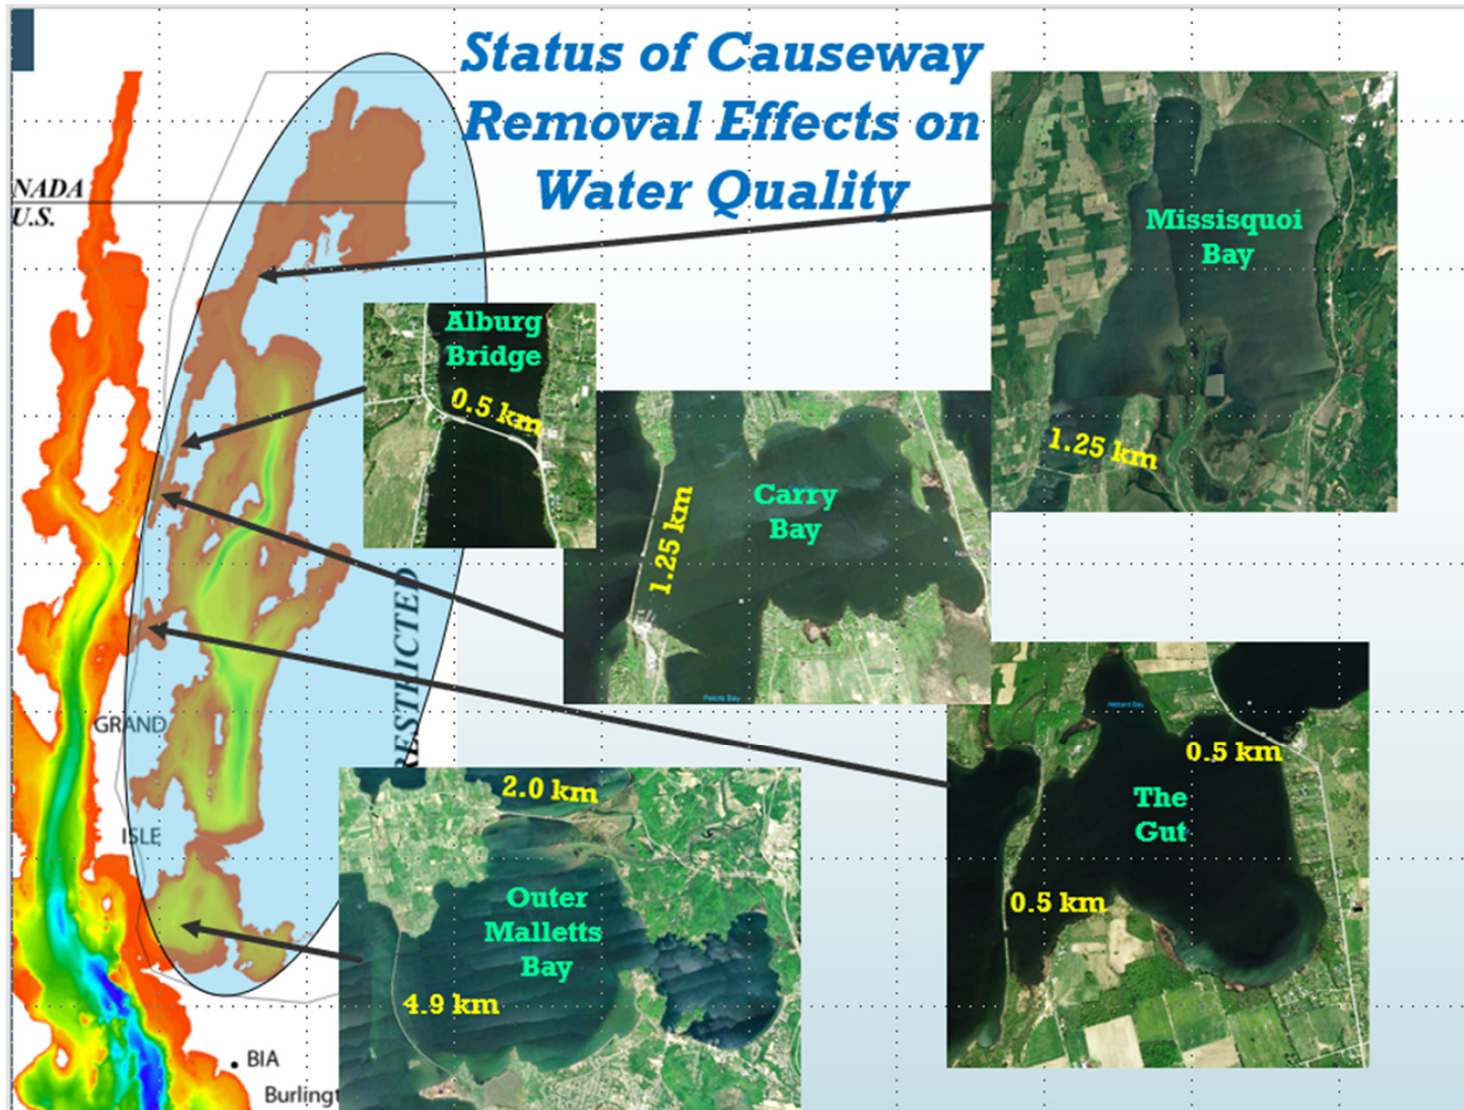 Status of Causeway
Removal Effects on
Water Quality
NADA
U.S.
Missisquoi
Bay
1.25 km
Alburg
Bridge
0.5 km
Carry
Bay
1.25 km
RESTRICTED
GRAND
ISLE
The
Gut
0.5 km
0.5 km
2.0 km
Outer
Malletts
Bay
4.9 km
BIA
Burlingt